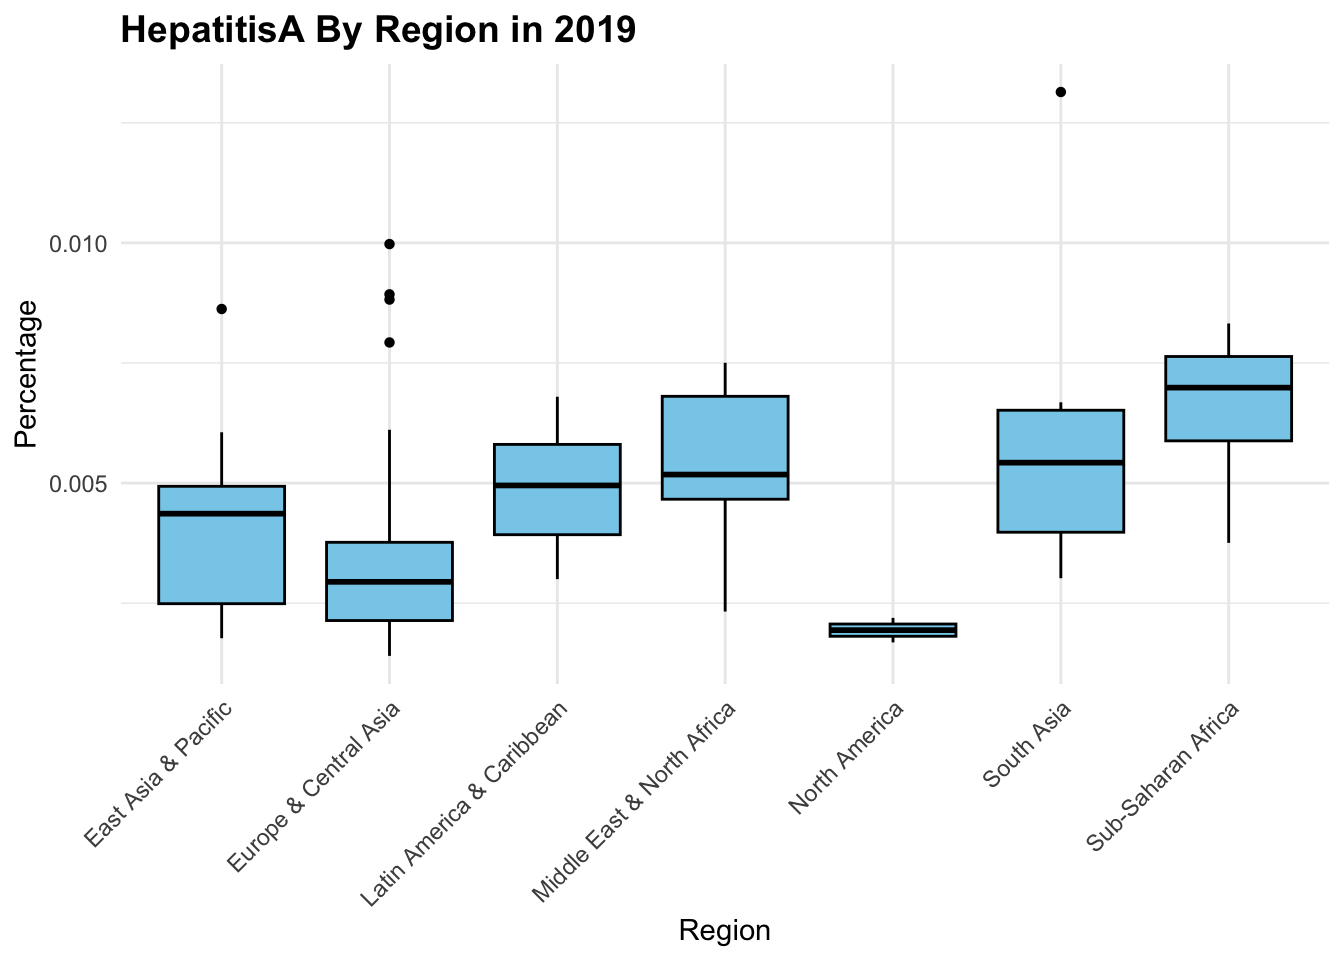 HepatitisA By Region in 2019
Percentage
0.010
0.005
East Asia & Pacific
Europe & Central Asia
Latin America & Caribbean
Middle East & North Africa
North America
South Asia
Sub-Saharan Africa
Region